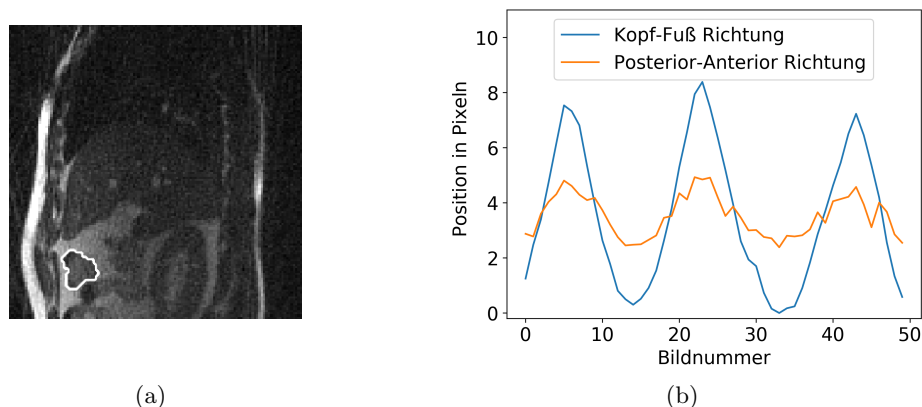 Kopf-Fuß Richtung
Posterior-Anterior Richtung
Position in Pixeln
10
8
6
4
2
0
0 10 20 30 40 50
Bildnummer
(a) (b)